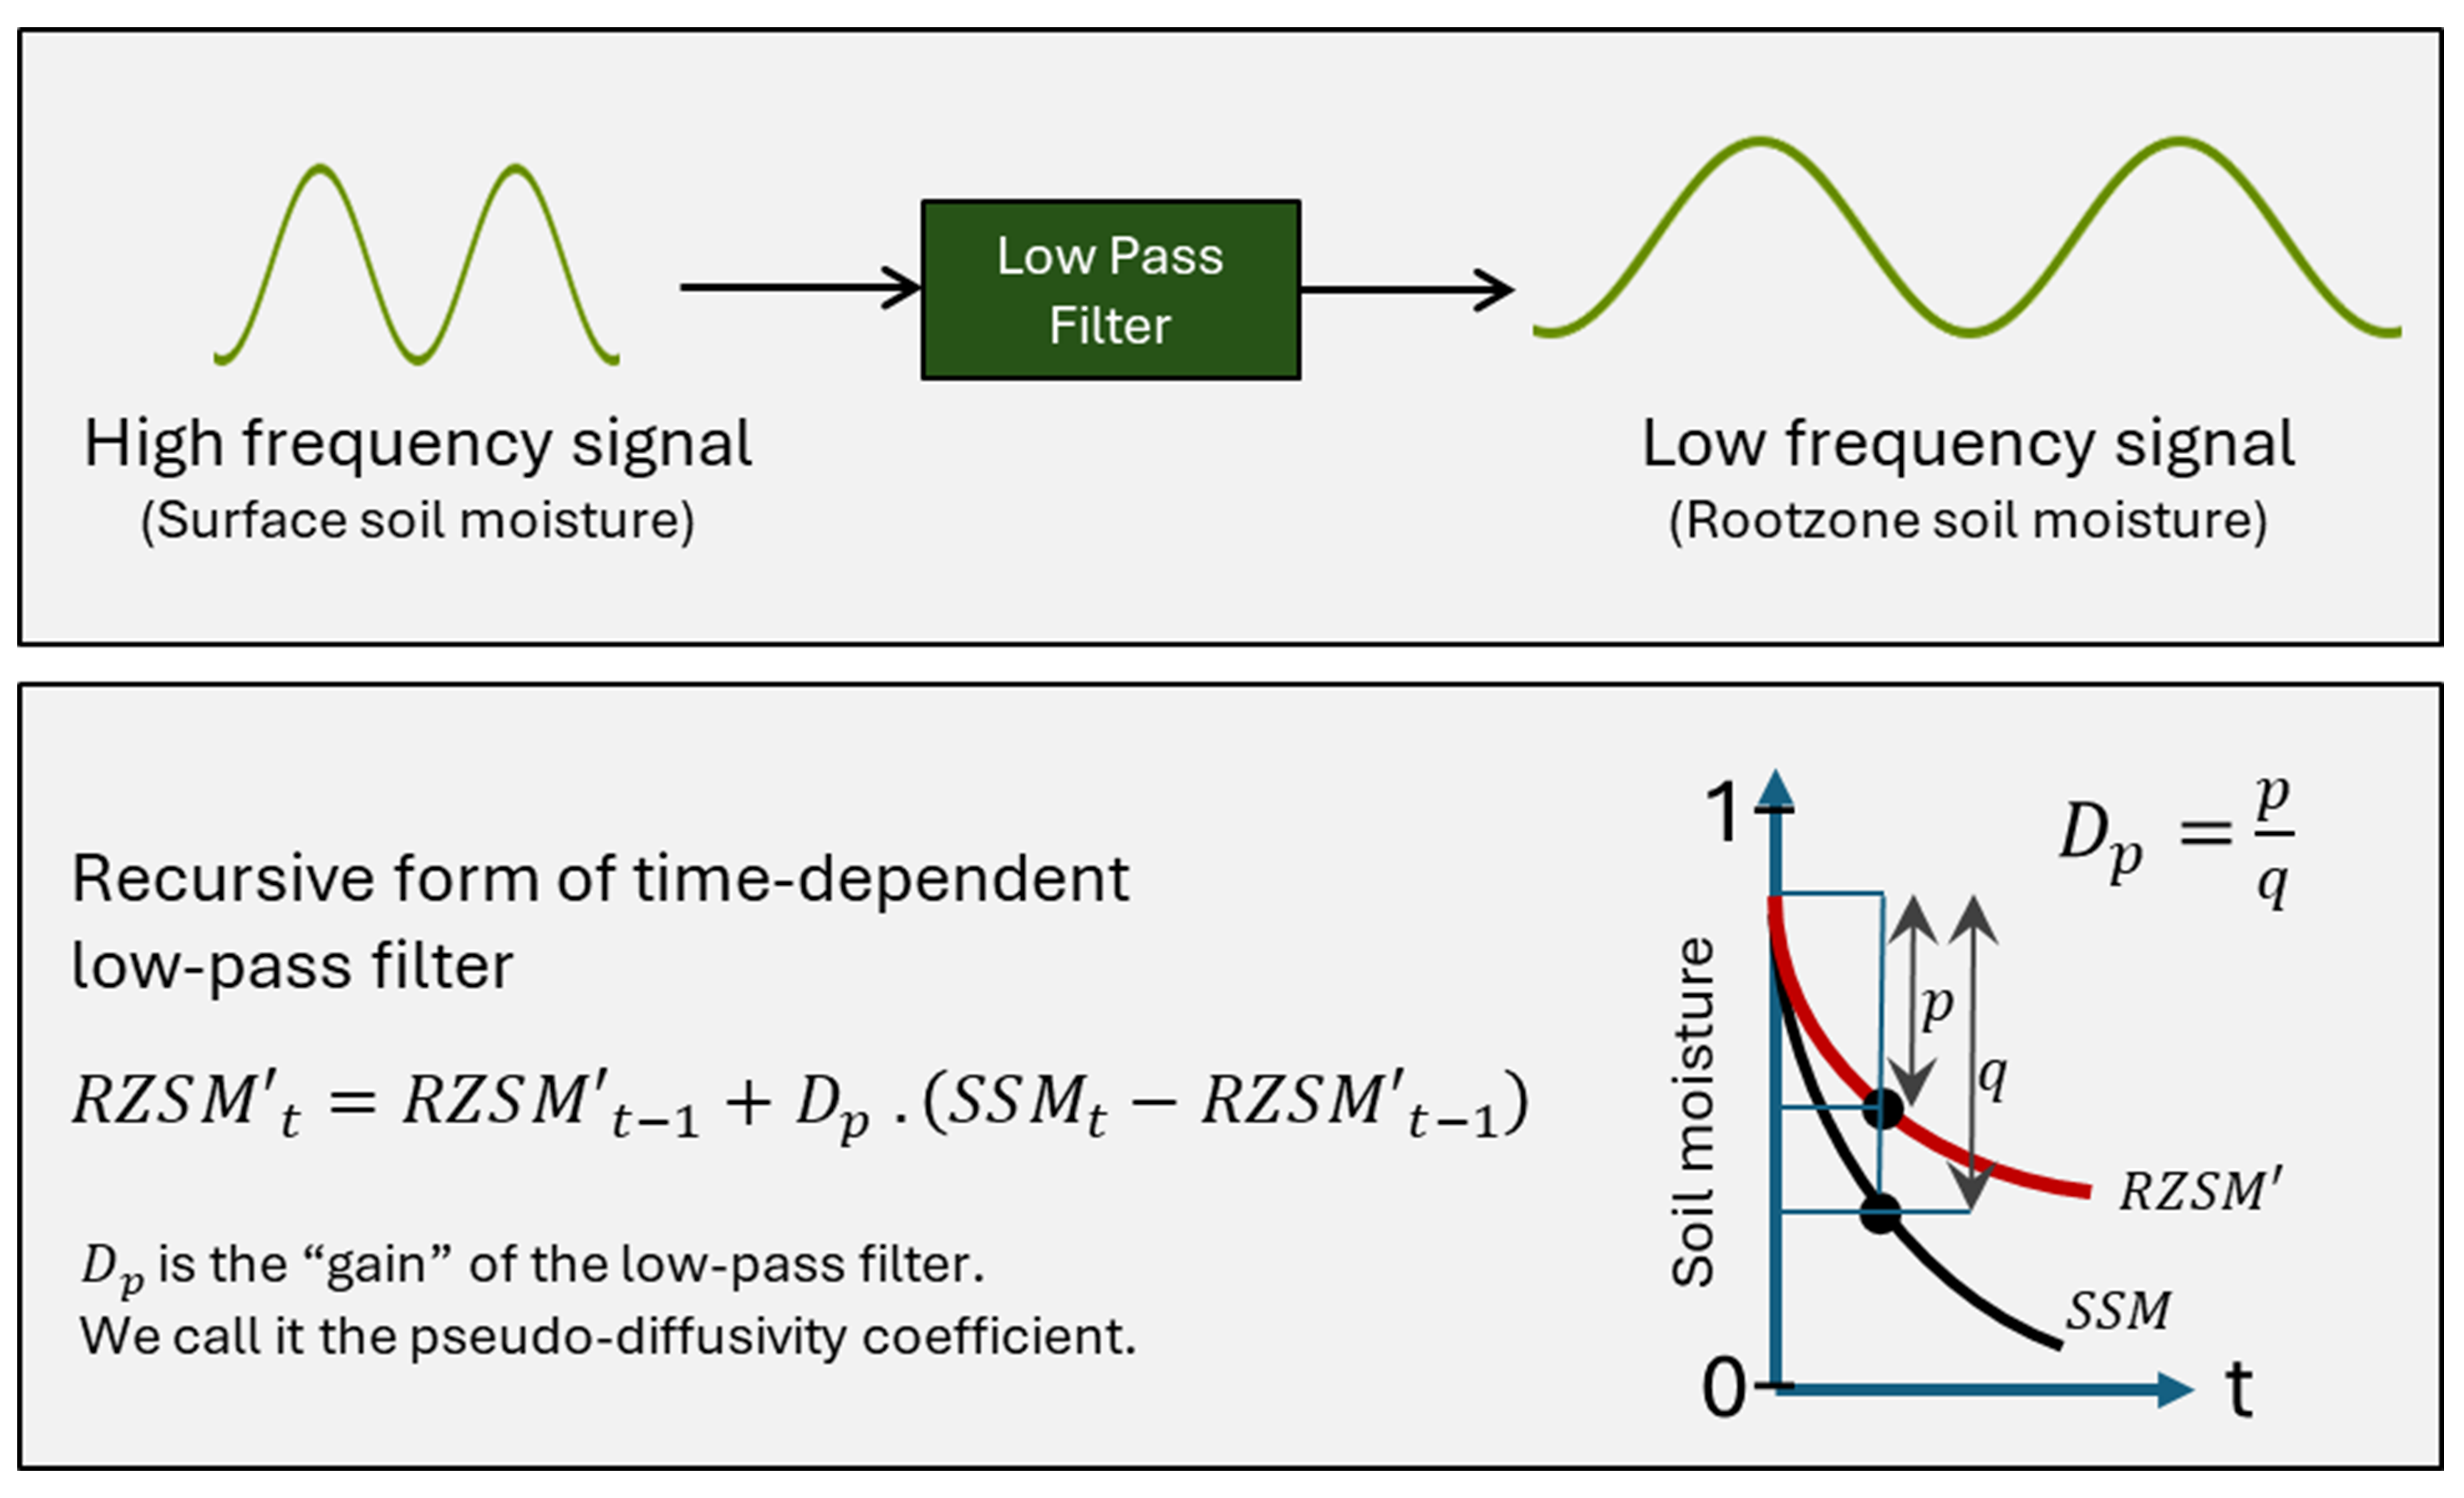 Low Pass
Filter
High frequency signal
(Surface soil moisture)
Low frequency signal
(Rootzone soil moisture)
Recursive form of time-dependent
low-pass filter
RZSM′ₜ = RZSM′ₜ₋₁ + Dₚ . (SSMₜ − RZSM′ₜ₋₁)
Dₚ is the “gain” of the low-pass filter.
We call it the pseudo-diffusivity coefficient.
1
Dₚ = p/q
Soil moisture
p
q
RZSM′
SSM
0
t